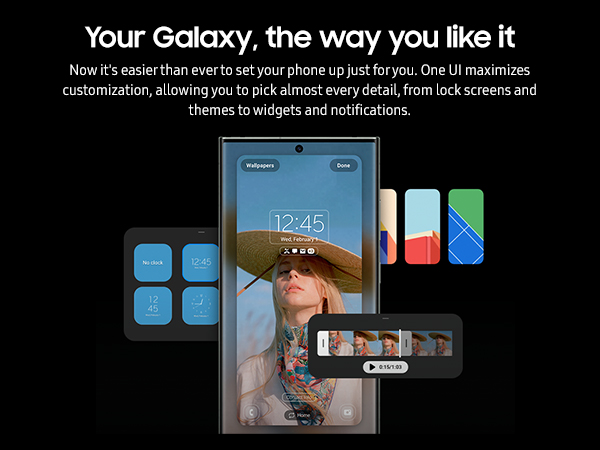 Your Galaxy, the way you like it
Now it's easier than ever to set your phone up just for you. One UI maximizes
customization, allowing you to pick almost every detail, from lock screens and
themes to widgets and notifications.
Wallpapers
Done
12:45
Wed, February 1
No clock
12:45
12
45
0:15/1:03
Home